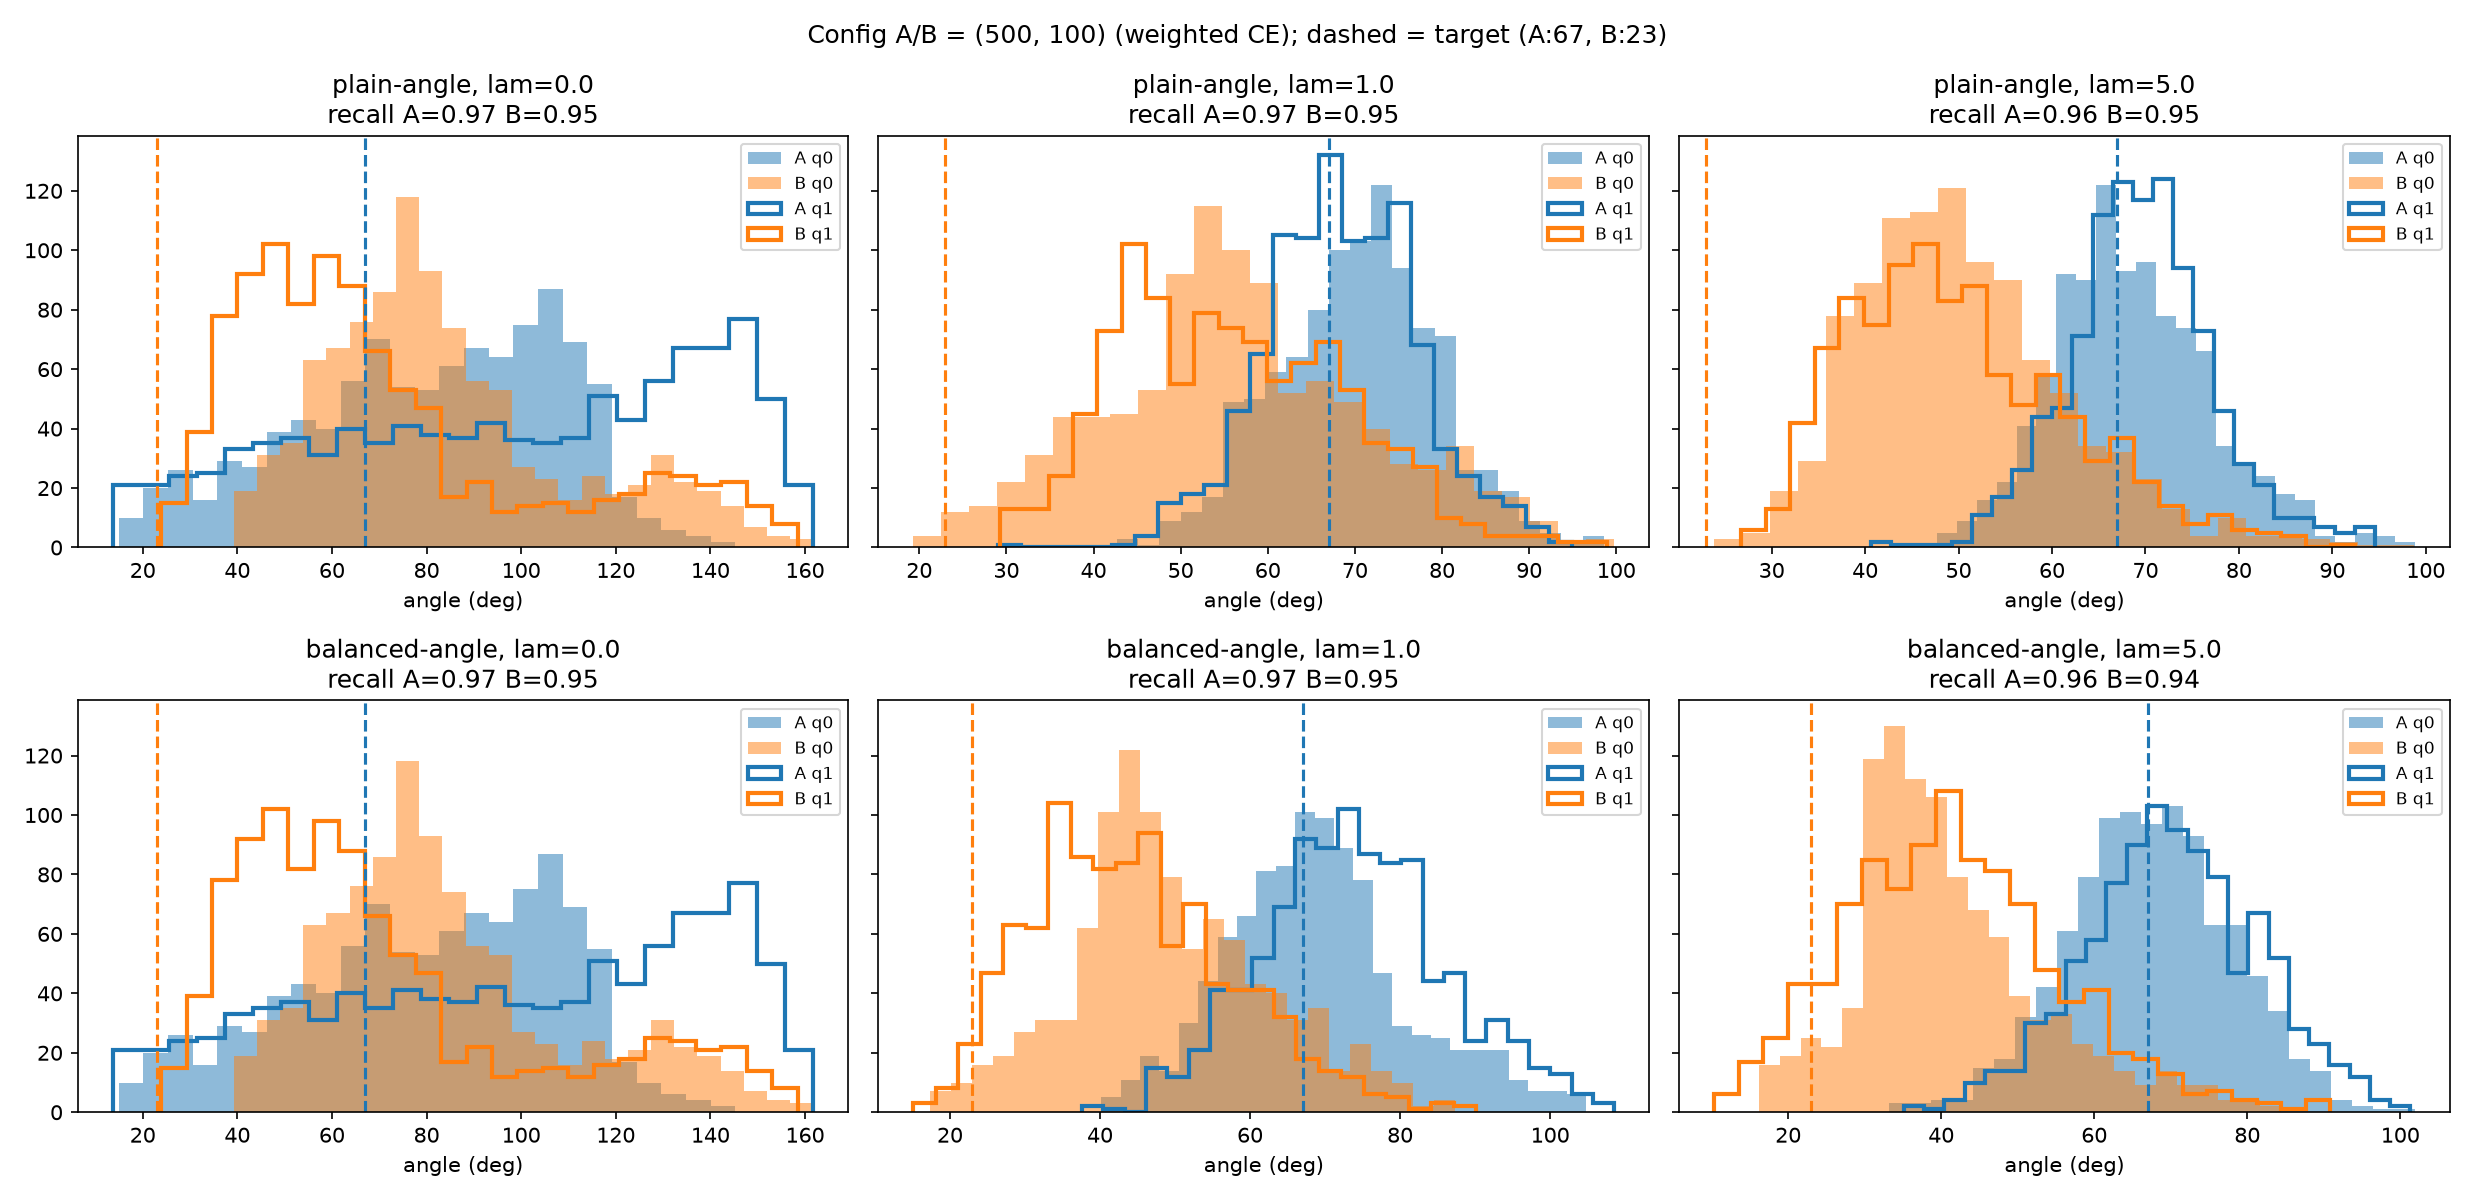 Config A/B = (500, 100) (weighted CE); dashed = target (A:67, B:23)
plain-angle, lam=0.0
recall A=0.97 B=0.95
A q0
B q0
A q1
B q1
0
20
40
60
80
100
120
20 40 60 80 100 120 140 160
angle (deg)
plain-angle, lam=1.0
recall A=0.97 B=0.95
A q0
B q0
A q1
B q1
20 30 40 50 60 70 80 90 100
angle (deg)
plain-angle, lam=5.0
recall A=0.96 B=0.95
A q0
B q0
A q1
B q1
30 40 50 60 70 80 90 100
angle (deg)
balanced-angle, lam=0.0
recall A=0.97 B=0.95
A q0
B q0
A q1
B q1
0
20
40
60
80
100
120
20 40 60 80 100 120 140 160
angle (deg)
balanced-angle, lam=1.0
recall A=0.97 B=0.95
A q0
B q0
A q1
B q1
20 40 60 80 100
angle (deg)
balanced-angle, lam=5.0
recall A=0.96 B=0.94
A q0
B q0
A q1
B q1
20 40 60 80 100
angle (deg)